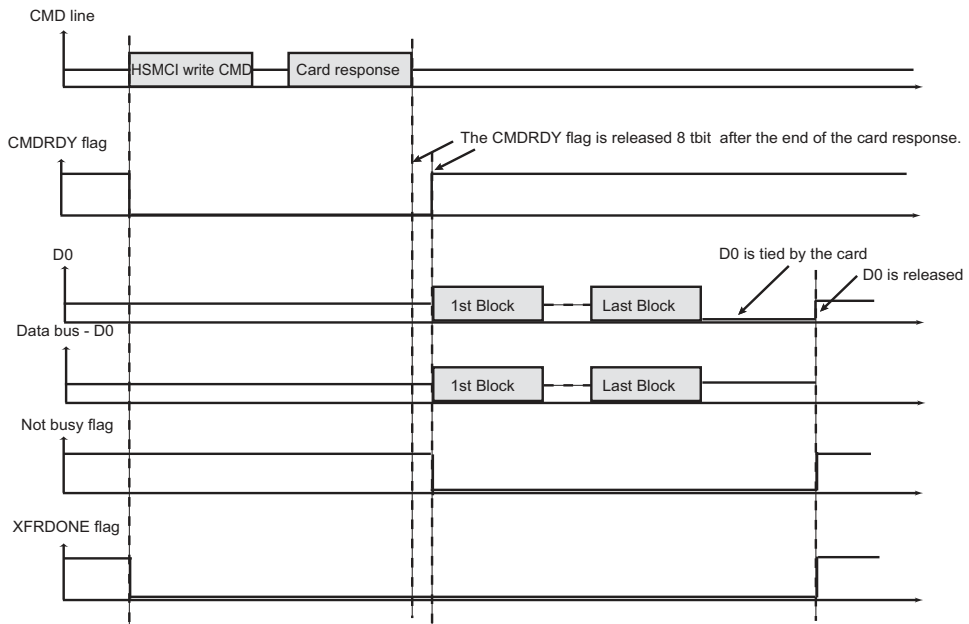 CMD line
HSMCI write CMD
Card response
The CMDRDY flag is released 8 tbit after the end of the card response.
CMDRDY flag
D0
D0 is tied by the card
D0 is released
1st Block
Last Block
Data bus - D0
1st Block
Last Block
Not busy flag
XFRDONE flag